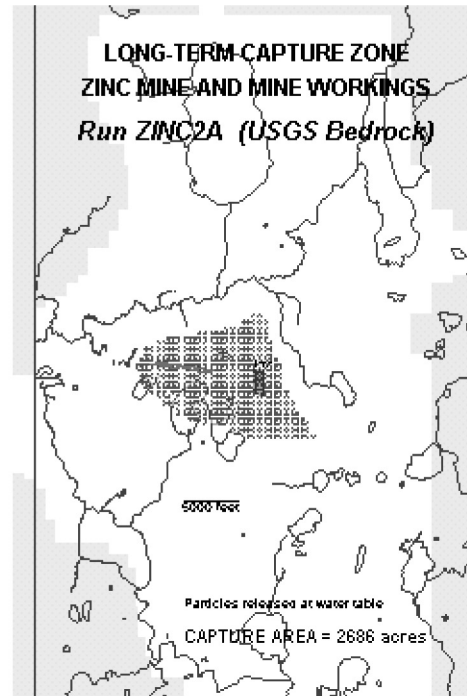 LONG-TERM CAPTURE ZONE
ZINC MINE AND MINE WORKINGS
Run ZINC2A (USGS Bedrock)
5000 feet
Particles released at water table
CAPTURE AREA = 2686 acres